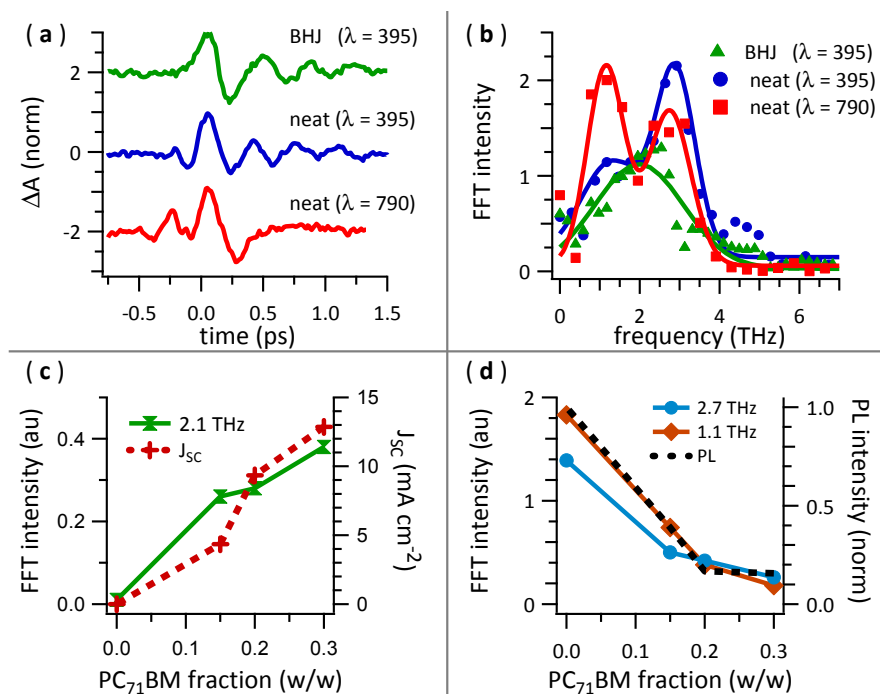 ( a )
BHJ (λ = 395)
neat (λ = 395)
neat (λ = 790)
ΔA (norm)
2
0
-2
-0.5 0.0 0.5 1.0 1.5
time (ps)
( b )
BHJ (λ = 395)
neat (λ = 395)
neat (λ = 790)
FFT intensity
2
1
0
0 2 4 6
frequency (THz)
( c )
2.1 THz
J_SC
FFT intensity (au)
0.4
0.2
0.0
15
10
5
0
J_SC (mA cm⁻²)
0.0 0.1 0.2 0.3
PC₇₁BM fraction (w/w)
( d )
2.7 THz
1.1 THz
PL
FFT intensity (au)
2
1
0
1.0
0.5
0.0
PL intensity (norm)
0.0 0.1 0.2 0.3
PC₇₁BM fraction (w/w)